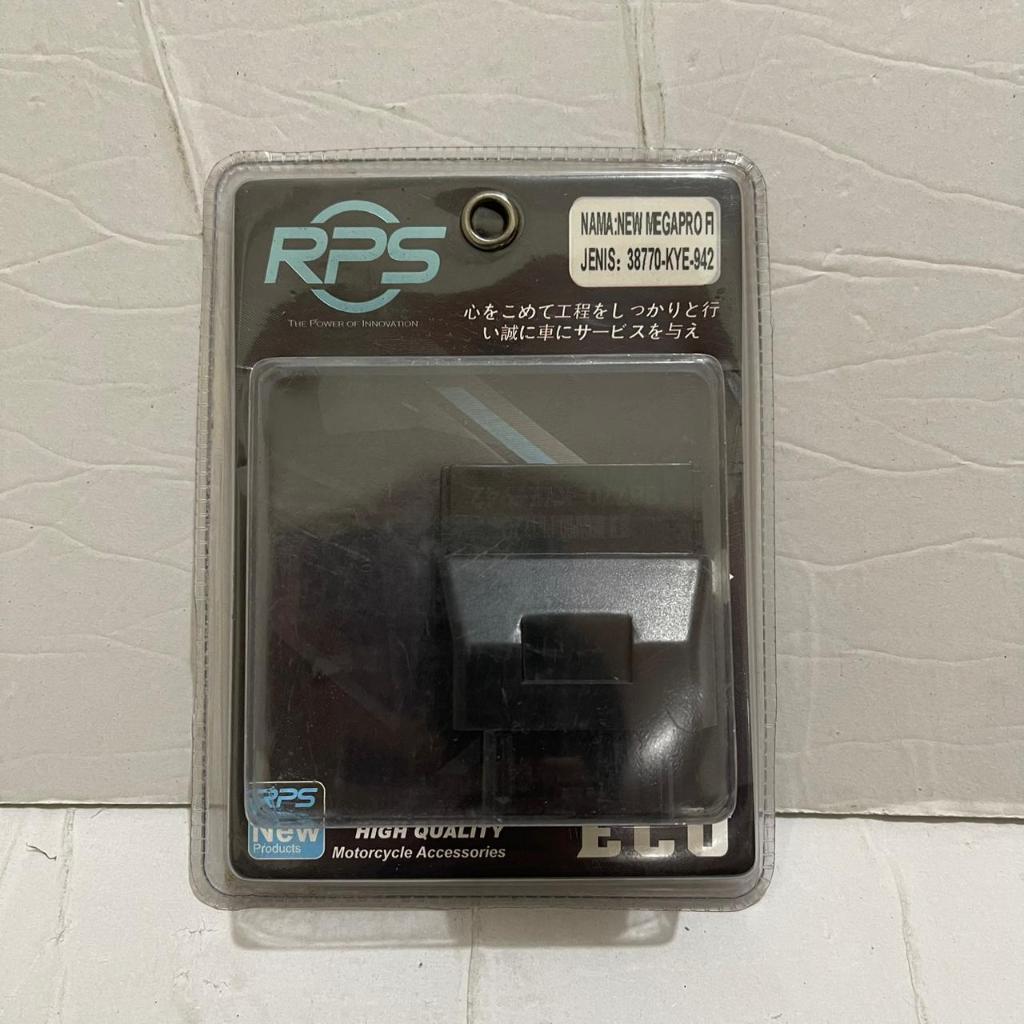 RPS
THE POWER OF INNOVATION
NAMA:NEW MEGAPRO FI
JENIS: 38770-KYE-942
心をこめて工程をしっかりと行
い誠に車にサービスを与え
RPS
New
Products
HIGH QUALITY
Motorcycle Accessories
ECU